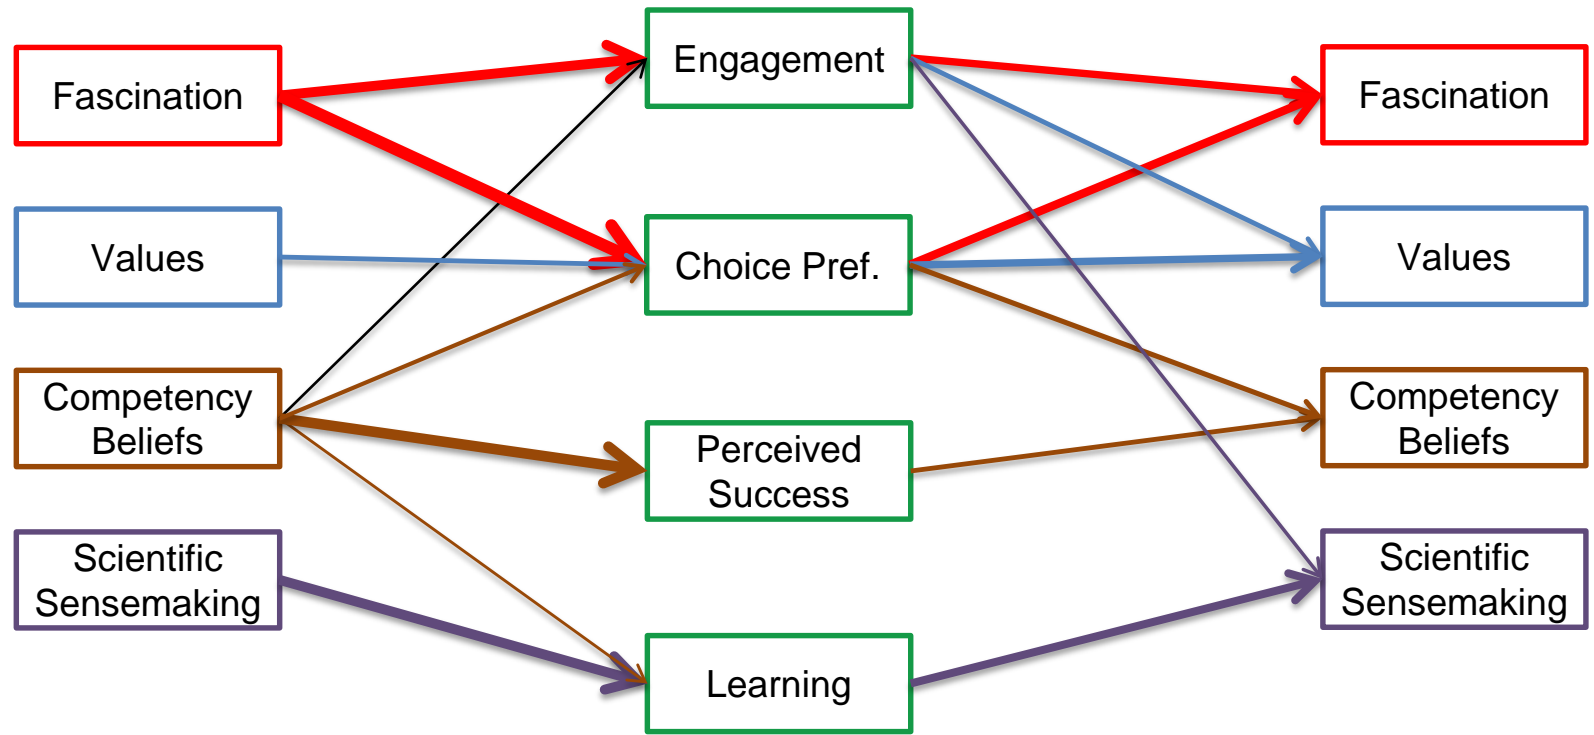 Fascination
Values
Competency
Beliefs
Scientific
Sensemaking
Engagement
Choice Pref.
Perceived
Success
Learning
Fascination
Values
Competency
Beliefs
Scientific
Sensemaking